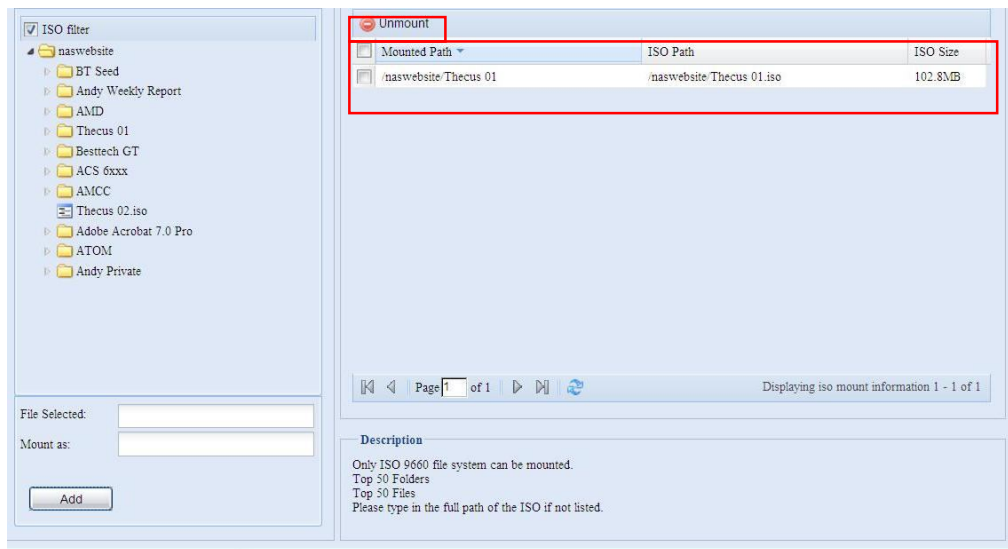 ISO filter
naswebsite
BT Seed
Andy Weekly Report
AMD
Thecus 01
Besttech GT
ACS 6xxx
AMCC
Thecus 02.iso
Adobe Acrobat 7.0 Pro
ATOM
Andy Private
File Selected:
Mount as:
Add
Unmount
Mounted Path ISO Path ISO Size
/naswebsite/Thecus 01 /naswebsite/Thecus 01.iso 102.8MB
Page 1 of 1 Displaying iso mount information 1 - 1 of 1
Description
Only ISO 9660 file system can be mounted.
Top 50 Folders
Top 50 Files
Please type in the full path of the ISO if not listed.